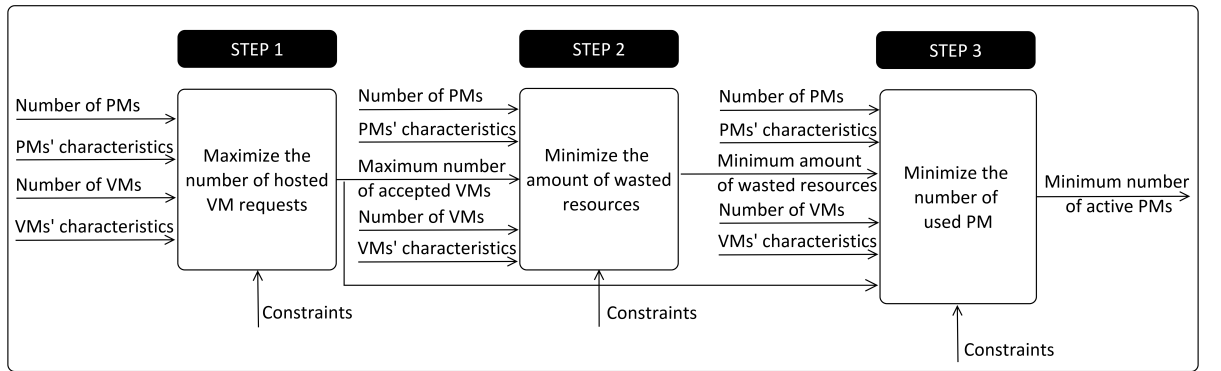 STEP 1
Number of PMs
PMs' characteristics
Number of VMs
VMs' characteristics
Maximize the
number of hosted
VM requests
Constraints
STEP 2
Number of PMs
PMs' characteristics
Maximum number
of accepted VMs
Number of VMs
VMs' characteristics
Minimize the
amount of wasted
resources
Constraints
STEP 3
Number of PMs
PMs' characteristics
Minimum amount
of wasted resources
Number of VMs
VMs' characteristics
Minimize the
number of
used PM
Constraints
Minimum number
of active PMs